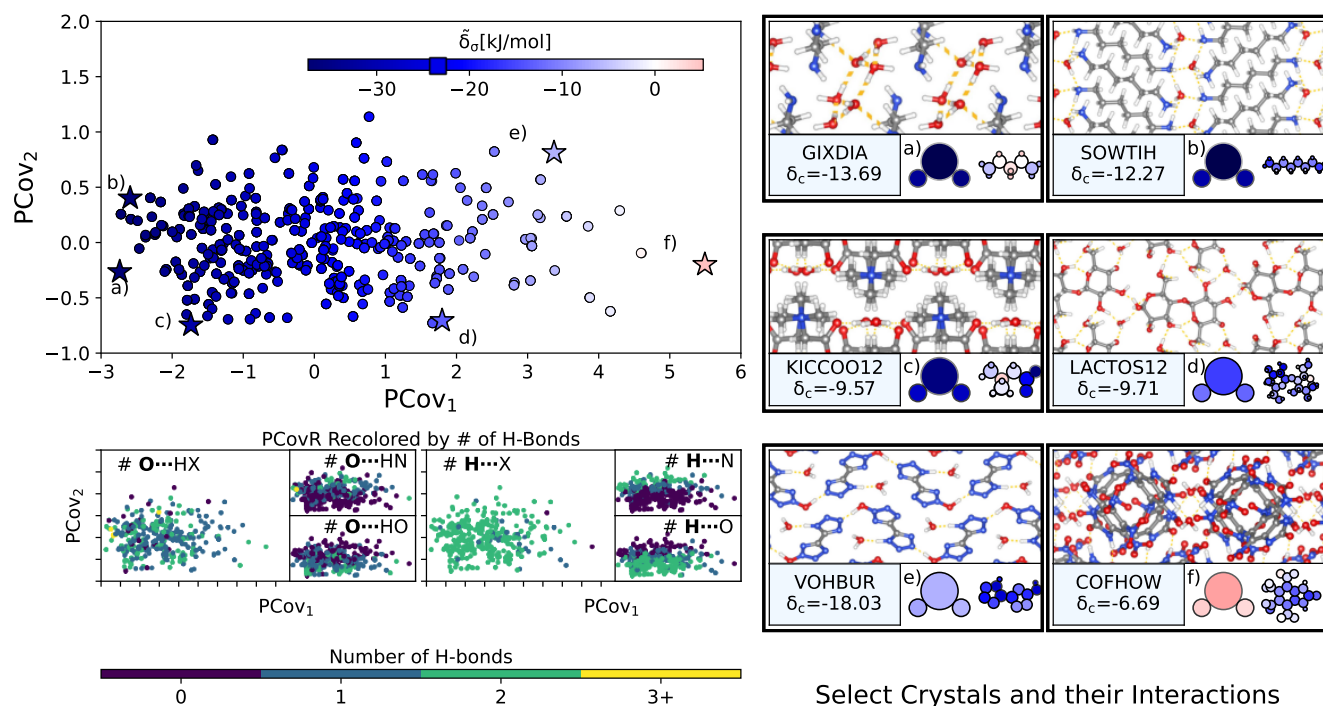 2.0
1.5
1.0
0.5
0.0
−0.5
−1.0
PCov₂
δ̃σ[kJ/mol]
−30 −20 −10 0
a)
b)
c)
d)
e)
f)
−3 −2 −1 0 1 2 3 4 5 6
PCov₁
PCovR Recolored by # of H-Bonds
PCov₂
# O···HX
# O···HN
# O···HO
# H···X
# H···N
# H···O
PCov₁ PCov₁
Number of H-bonds
0 1 2 3+
GIXDIA
δc=-13.69
a)
SOWTIH
δc=-12.27
b)
KICCOO12
δc=-9.57
c)
LACTOS12
δc=-9.71
d)
VOHBUR
δc=-18.03
e)
COFHOW
δc=-6.69
f)
Select Crystals and their Interactions